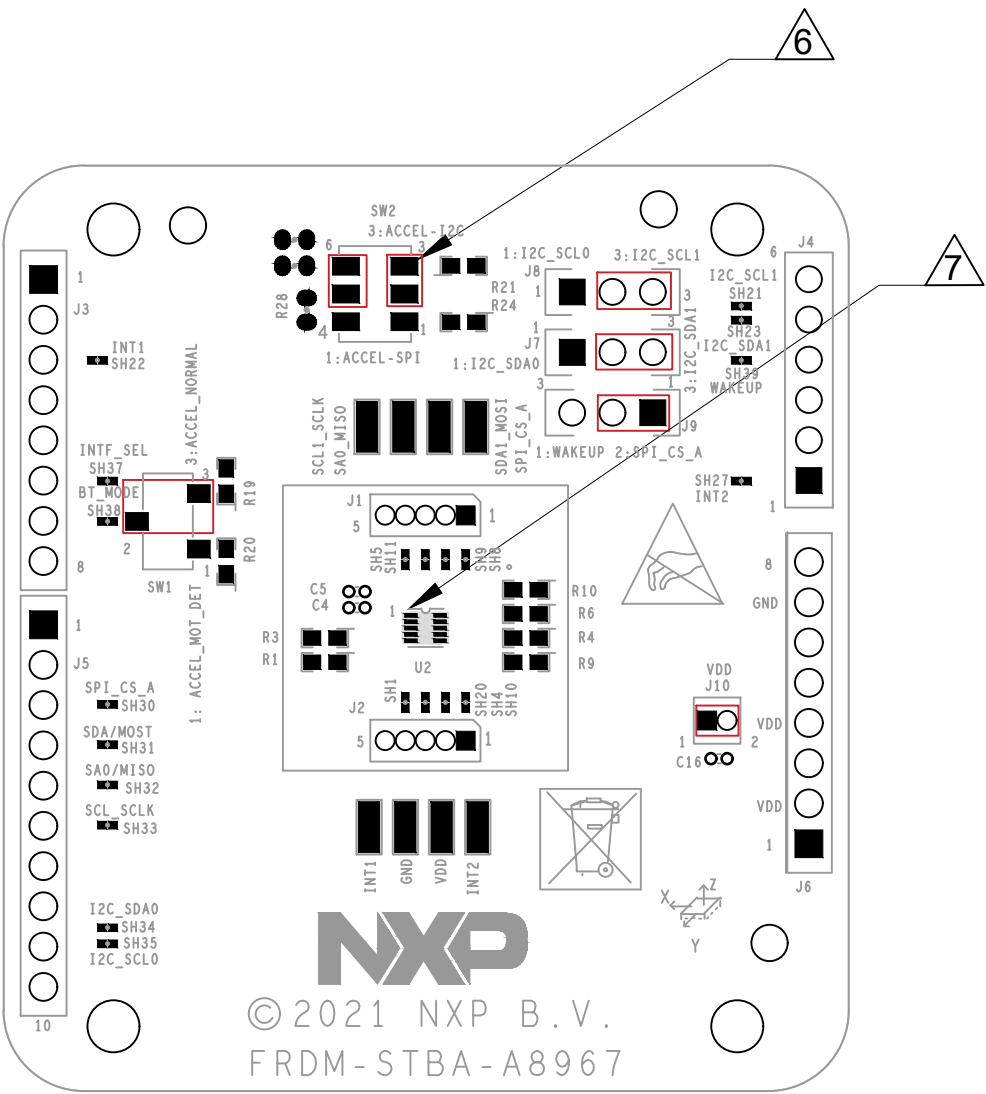 6
7
SW2
3:ACCEL-I2C
6
3
4
1
1:ACCEL-SPI
R28
R21
R24
1:I2C_SCL0
3:I2C_SCL1
J8
1
3
1
3
J7
1:I2C_SDA0
3:I2C_SDA1
3
1
J9
1:WAKEUP 2:SPI_CS_A
J4
6
I2C_SCL1
SH21
SH23
I2C_SDA1
SH39
WAKEUP
SH27
INT2
1
1
J3
INT1
SH22
3:ACCEL_NORMAL
INTF_SEL
SH37
BT_MODE
SH38
3
2
1
SW1
R19
R20
8
1: ACCEL_MOT_DET
SCL1_SCLK
SA0_MISO
SDA1_MOSI
SPI_CS_A
J1
5
1
SH5
SH11
SH9
SH8
C5
C4
1
U2
R10
R6
R4
R9
R3
R1
SH1
SH20
SH4
SH10
J2
5
1
8
GND
VDD
VDD
1
J6
VDD
J10
1
2
C16
1
J5
SPI_CS_A
SH30
SDA/MOST
SH31
SA0/MISO
SH32
SCL_SCLK
SH33
I2C_SDA0
SH34
SH35
I2C_SCL0
10
INT1
GND
VDD
INT2
X
Z
Y
NXP
©2021 NXP B.V.
FRDM-STBA-A8967